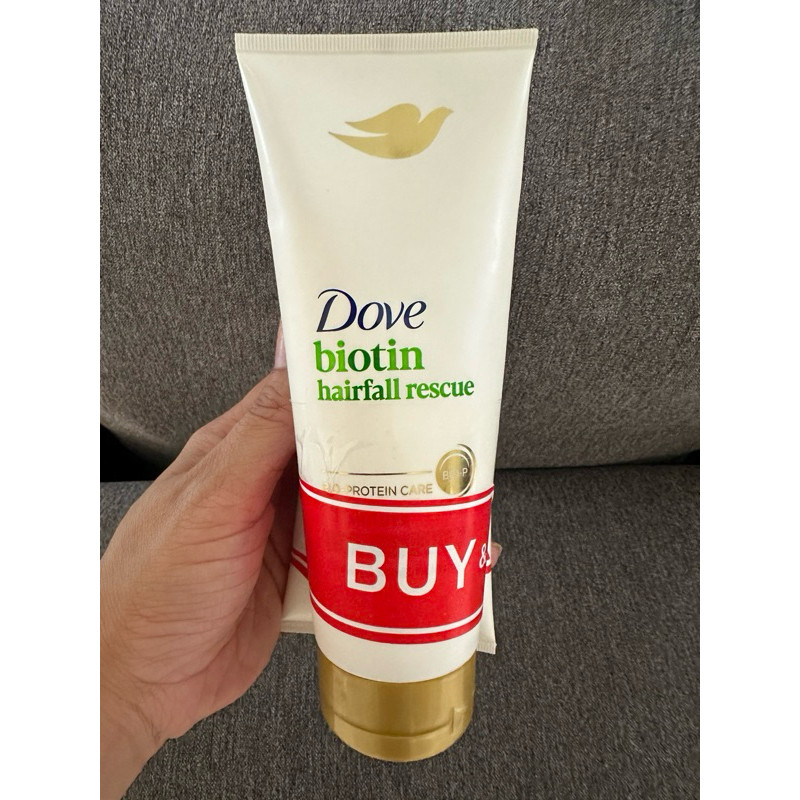 Dove
biotin
hairfall rescue
PROTEIN CARE
BUY &